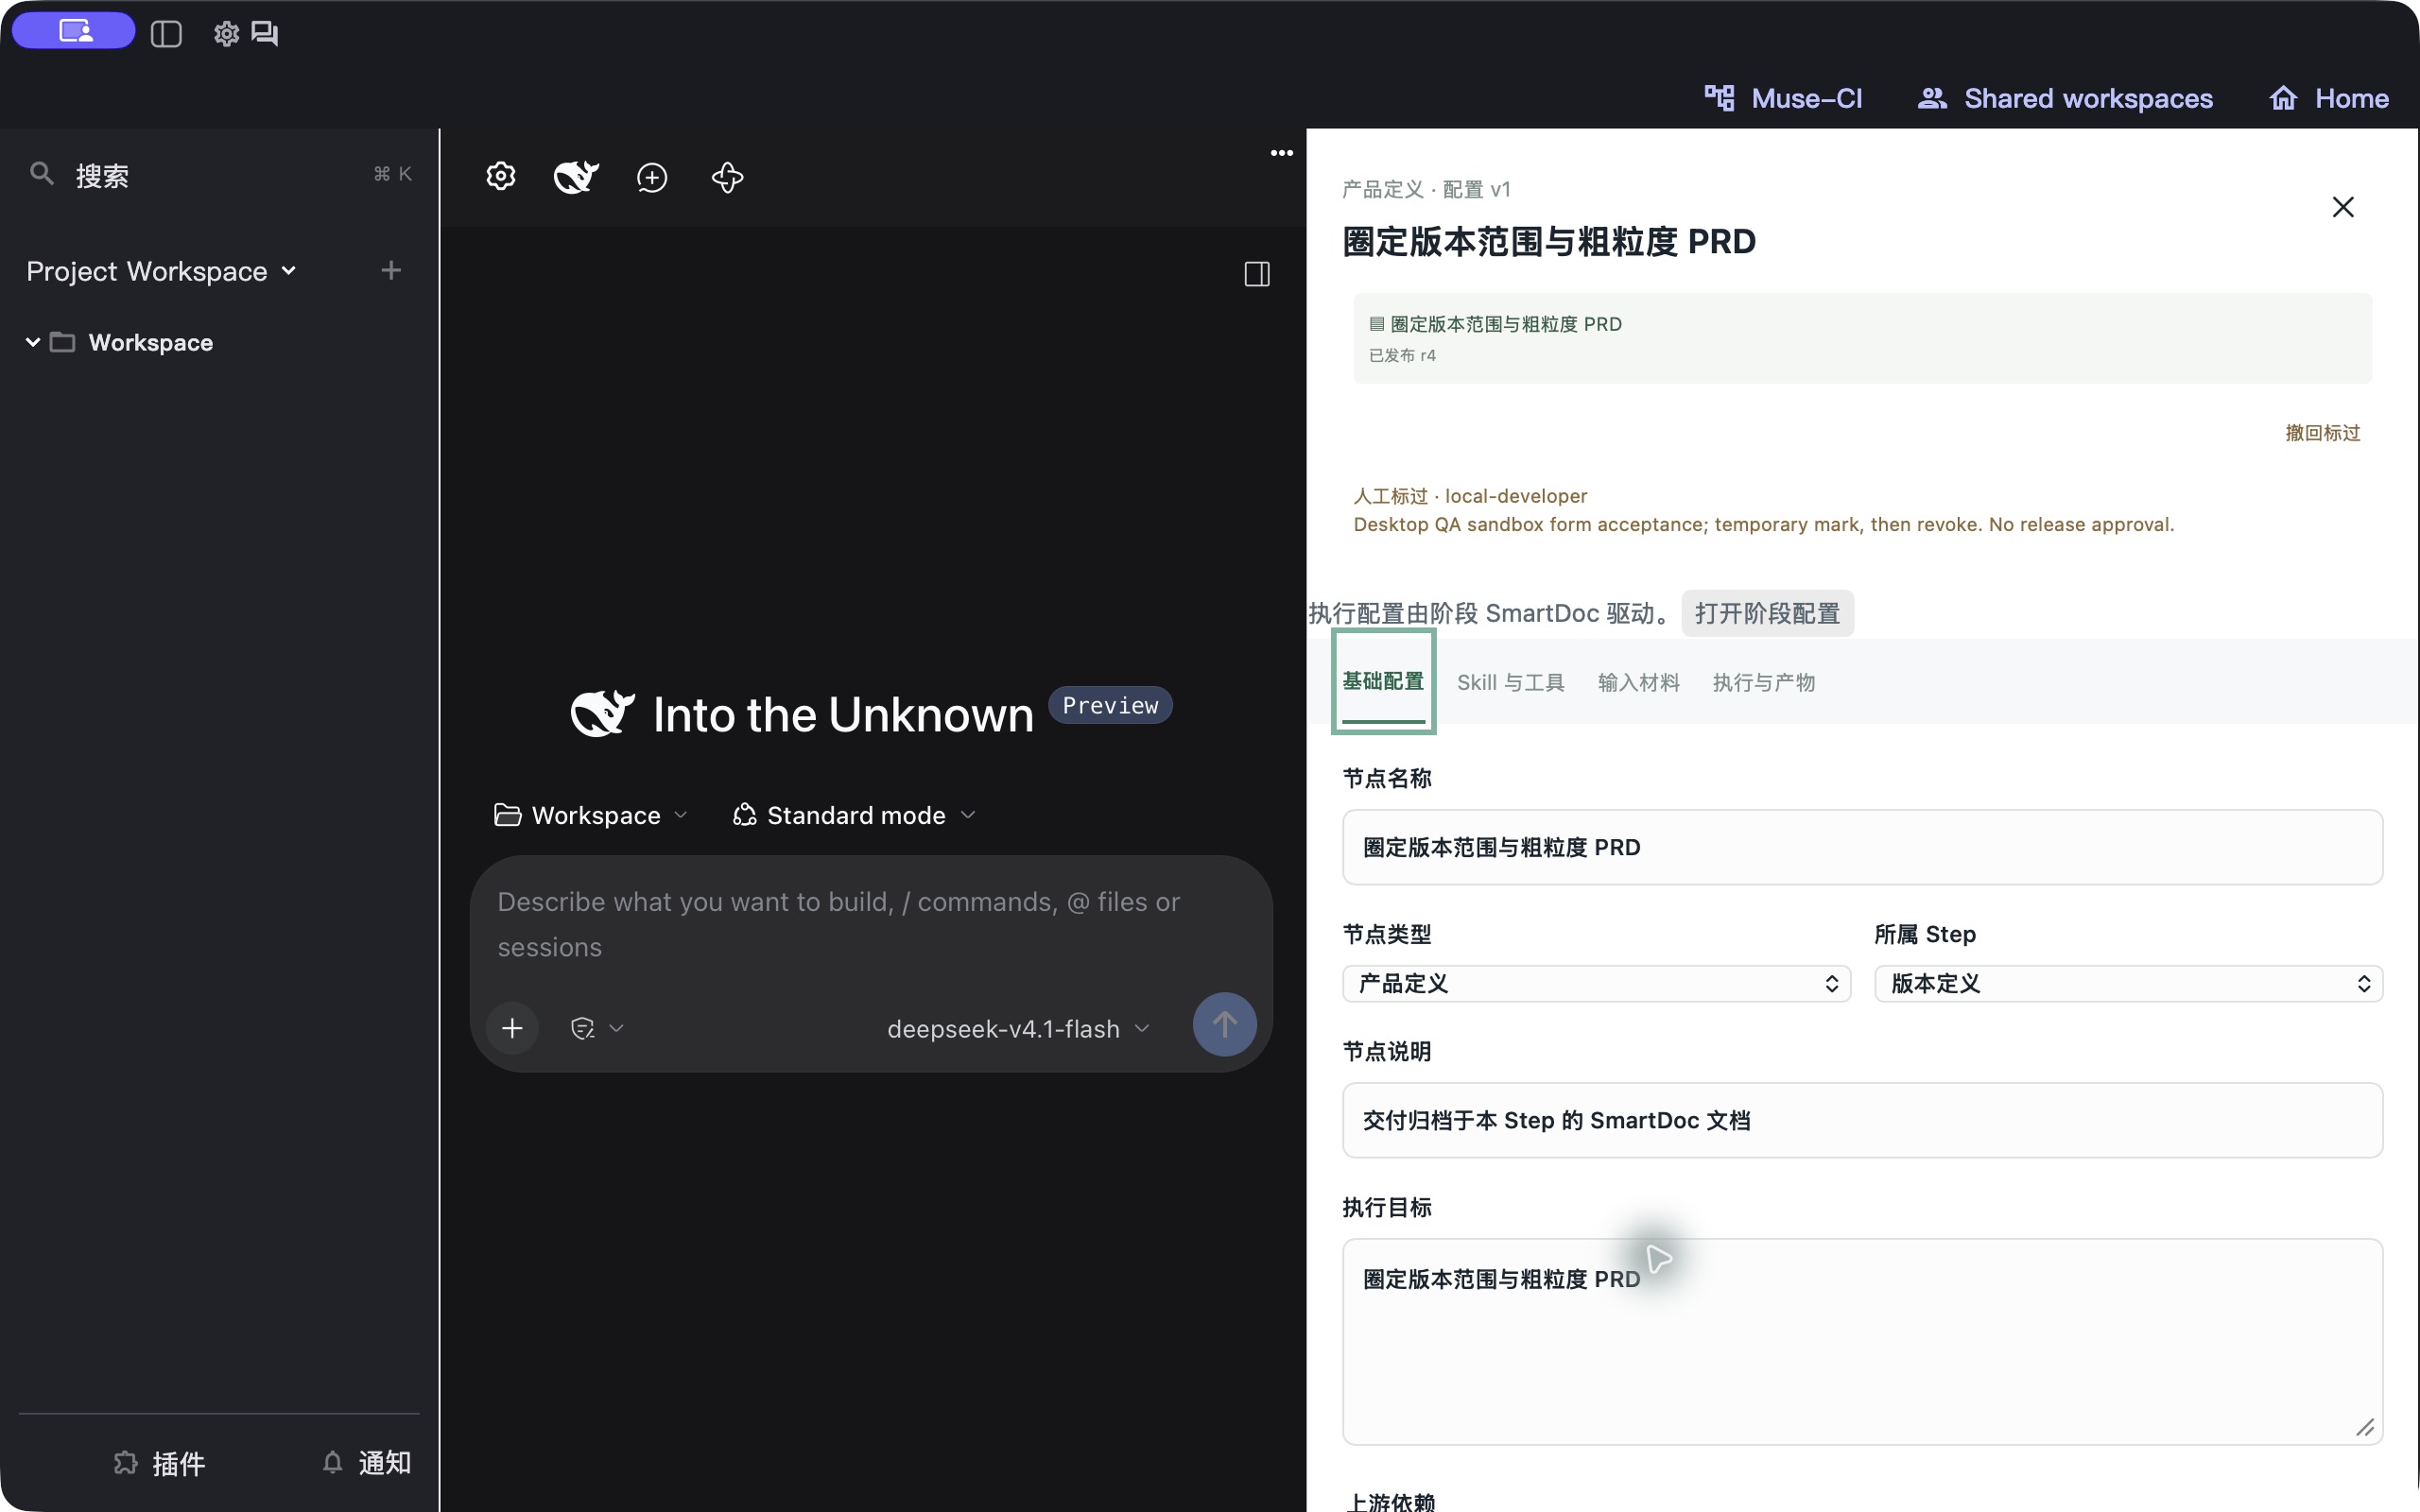 Muse-CI
Shared workspaces
Home
搜索
⌘ K
Project Workspace
Workspace
插件
通知
Into the Unknown
Preview
Workspace
Standard mode
Describe what you want to build, / commands, @ files or
sessions
deepseek-v4.1-flash
产品定义 · 配置 v1
圈定版本范围与粗粒度 PRD
圈定版本范围与粗粒度 PRD
已发布 r4
撤回标过
人工标过 · local-developer
Desktop QA sandbox form acceptance; temporary mark, then revoke. No release approval.
执行配置由阶段 SmartDoc 驱动。 打开阶段配置
基础配置 Skill 与工具 输入材料 执行与产物
节点名称
圈定版本范围与粗粒度 PRD
节点类型 所属 Step
产品定义 版本定义
节点说明
交付归档于本 Step 的 SmartDoc 文档
执行目标
圈定版本范围与粗粒度 PRD
上游依赖